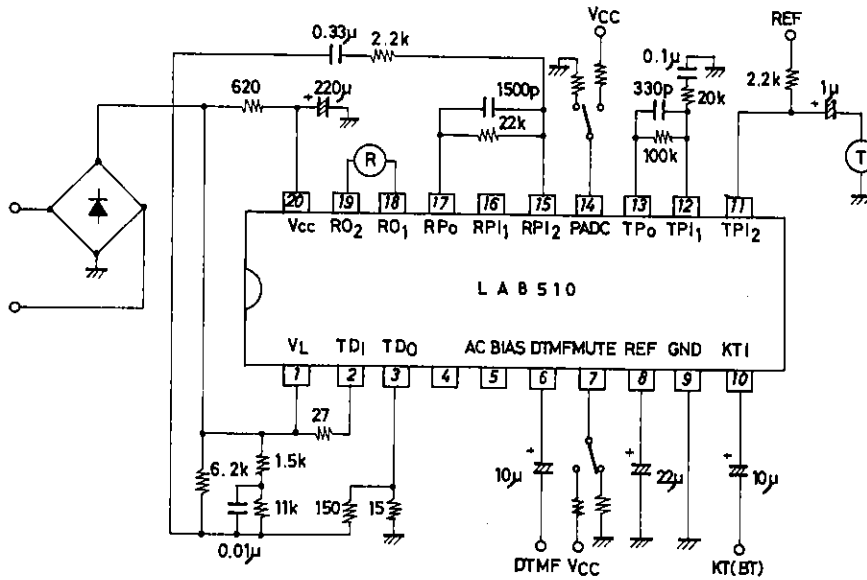 VCC
REF
0.33μ
2.2k
0.1μ
1μ
620
220μ
+
1500p
330p
20k
2.2k
+
22k
100k
R
T
20 19 18 17 16 15 14 13 12 11
Vcc RO2 RO1 RPo RPI1 RPI2 PADC TPo TPI1 TPI2
LAB510
VL TDI TDO AC BIAS DTMF MUTE REF GND KTI
1 2 3 4 5 6 7 8 9 10
27
6.2k
1.5k
11k
0.01μ
150
15
+
10μ
+
22μ
+
10μ
DTMF
VCC
KT(BT)